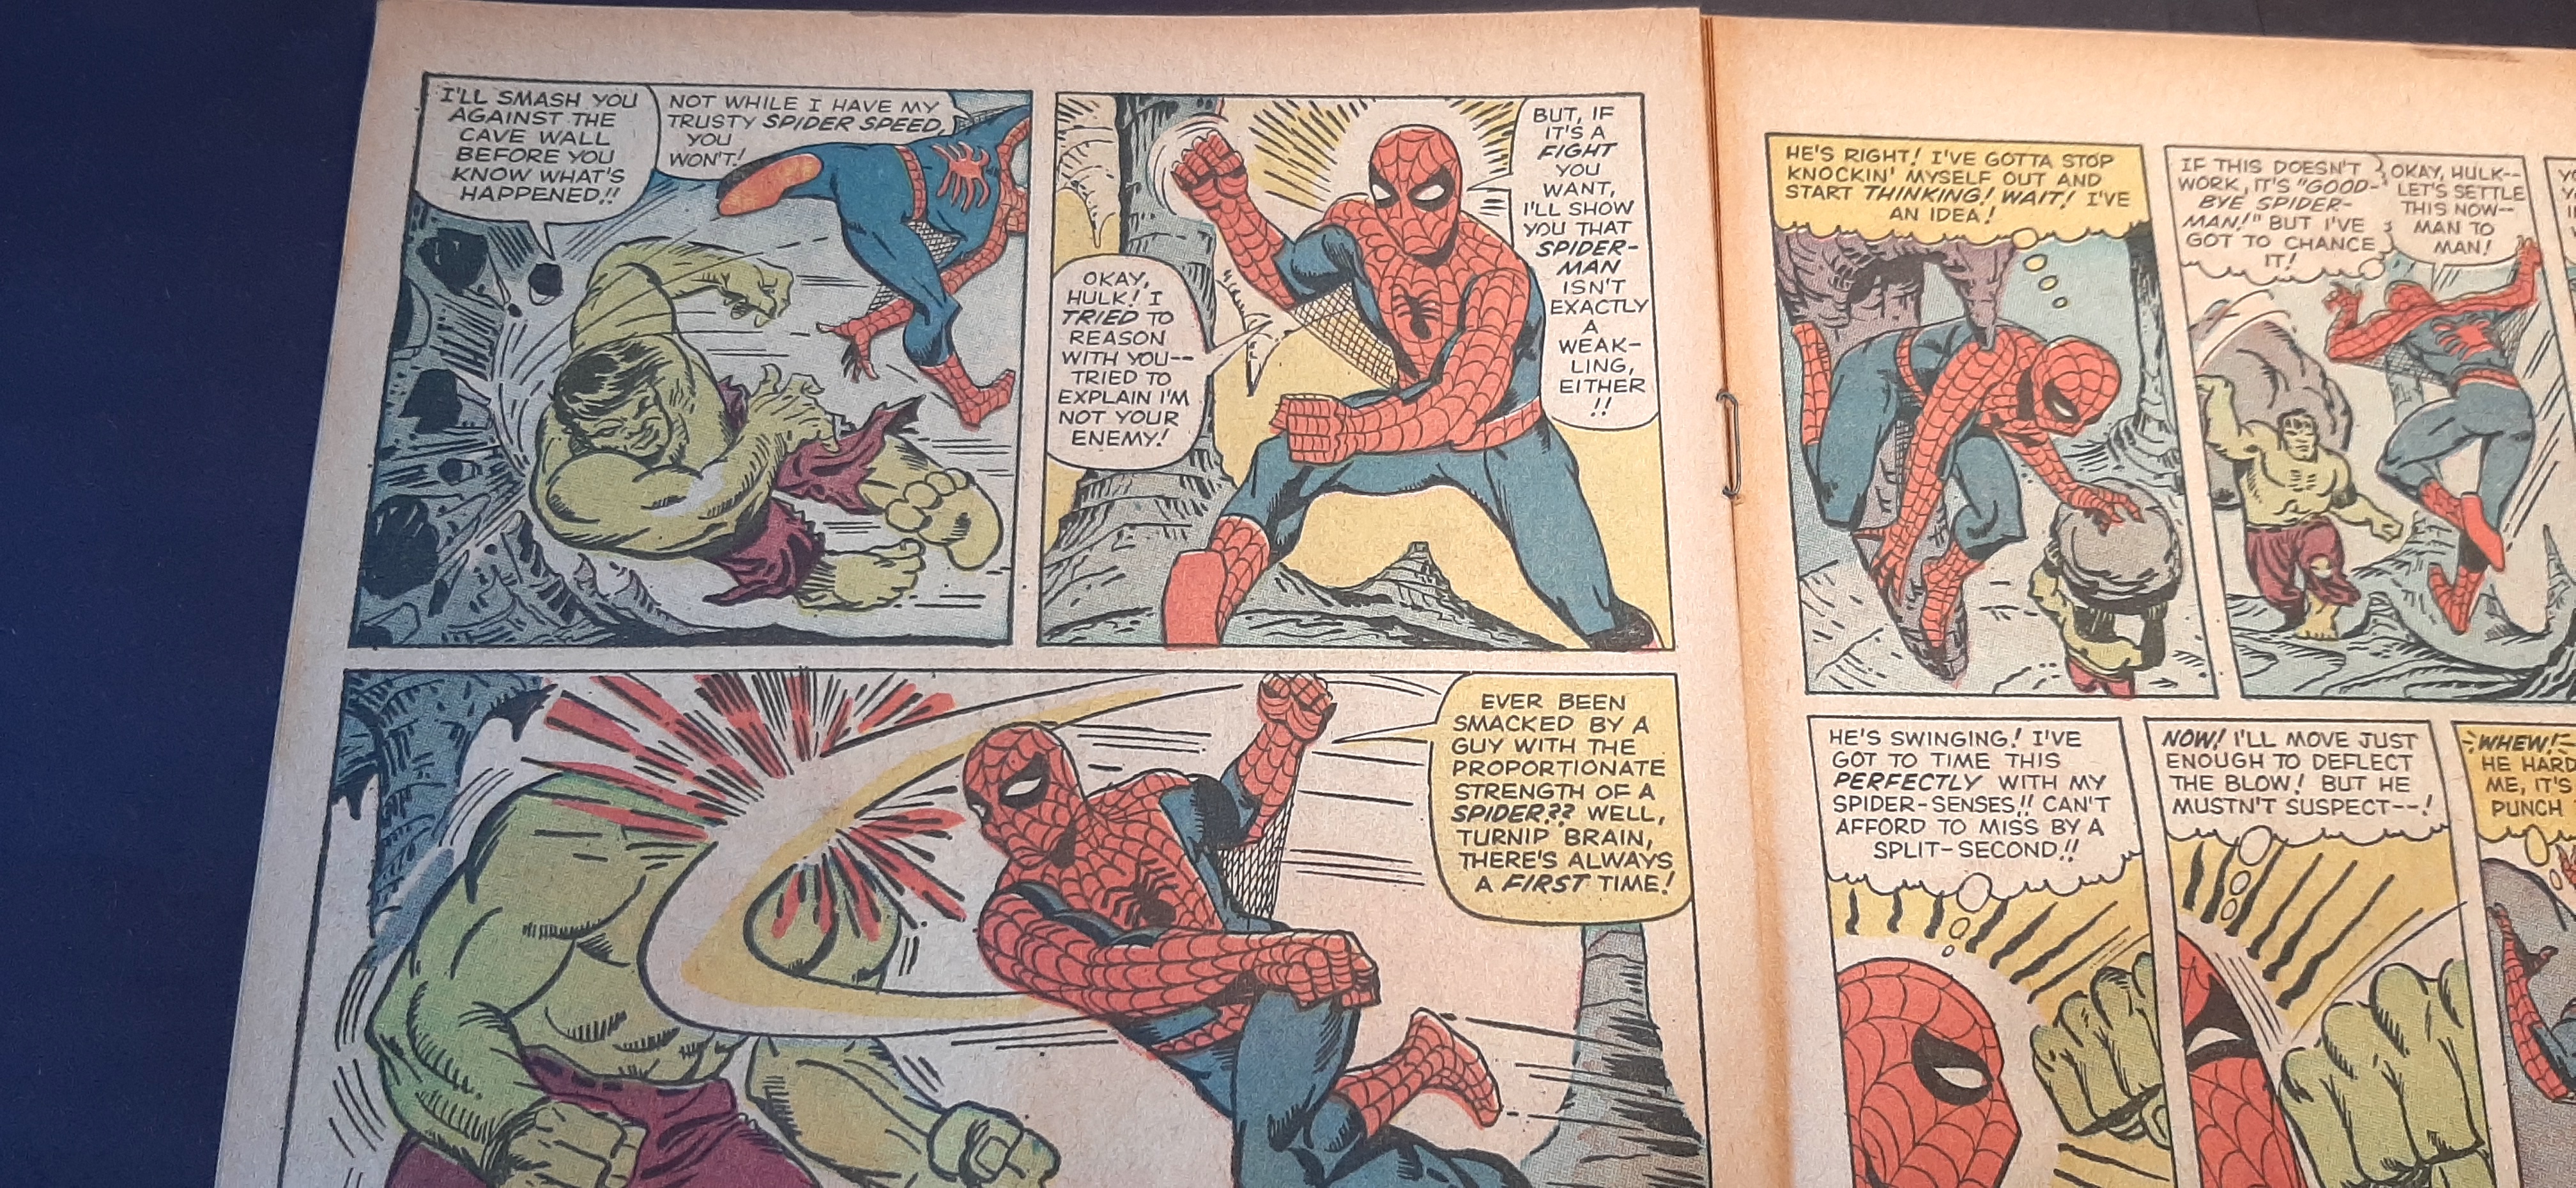 I'LL SMASH YOU
AGAINST THE
CAVE WALL
BEFORE YOU
KNOW WHAT'S
HAPPENED!!
NOT WHILE I HAVE MY
TRUSTY SPIDER SPEED,
YOU
WON'T!
OKAY,
HULK! I
TRIED TO
REASON
WITH YOU--
TRIED TO
EXPLAIN I'M
NOT YOUR
ENEMY!
BUT, IF
IT'S A
FIGHT
YOU
WANT,
I'LL SHOW
YOU THAT
SPIDER-
MAN
ISN'T
EXACTLY
A
WEAK-
LING,
EITHER
!!
EVER BEEN
SMACKED BY A
GUY WITH THE
PROPORTIONATE
STRENGTH OF A
SPIDER?? WELL,
TURNIP BRAIN,
THERE'S ALWAYS
A FIRST TIME!
HE'S RIGHT! I'VE GOTTA STOP
KNOCKIN' MYSELF OUT AND
START THINKING! WAIT! I'VE
AN IDEA!
IF THIS DOESN'T
WORK, IT'S "GOOD-
BYE SPIDER-
MAN!" BUT I'VE
GOT TO CHANCE
IT!
OKAY, HULK--
LET'S SETTLE
THIS NOW--
MAN TO
MAN!
HE'S SWINGING! I'VE
GOT TO TIME THIS
PERFECTLY WITH MY
SPIDER-SENSES!! CAN'T
AFFORD TO MISS BY A
SPLIT-SECOND!!
NOW! I'LL MOVE JUST
ENOUGH TO DEFLECT
THE BLOW! BUT HE
MUSTN'T SUSPECT--!
WHEW!
HE HARD
ME, IT'S
PUNCH